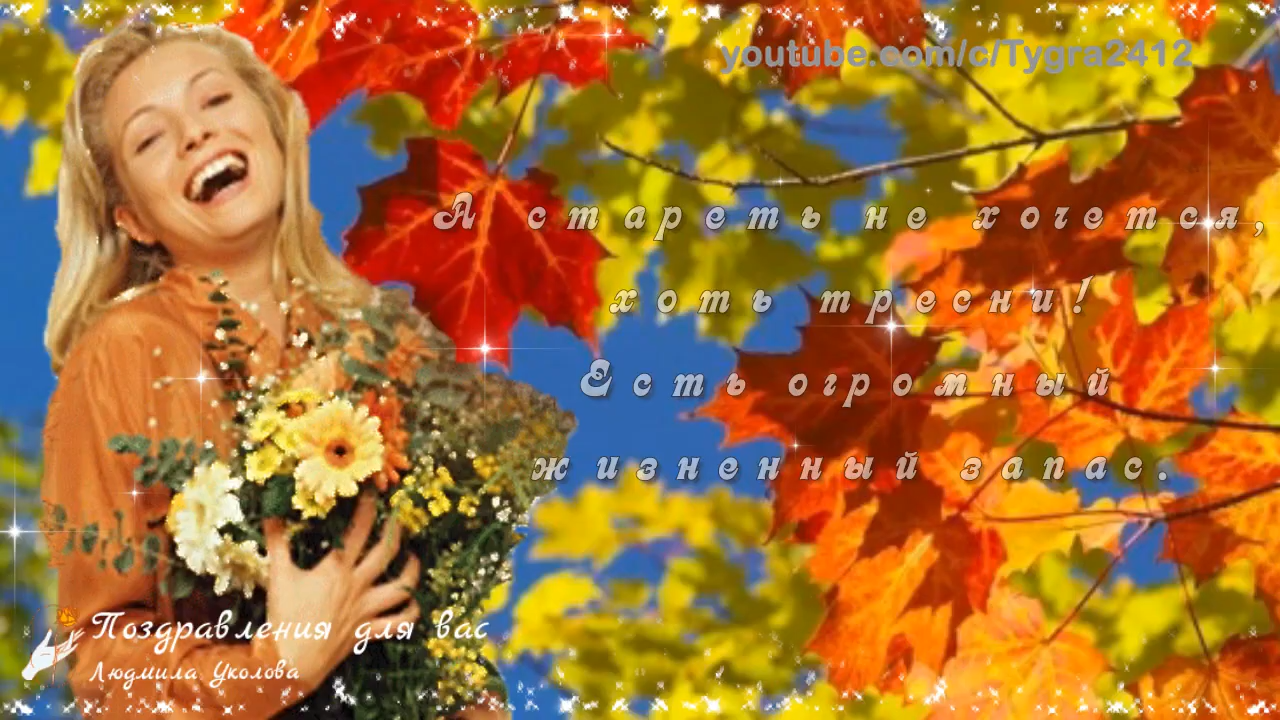 youtube.com/c/Tygra2412
А стареть не хочется,
хоть тресни!
Есть огромный
жизненный запас.
Поздравления для вас
Людмила Уколова